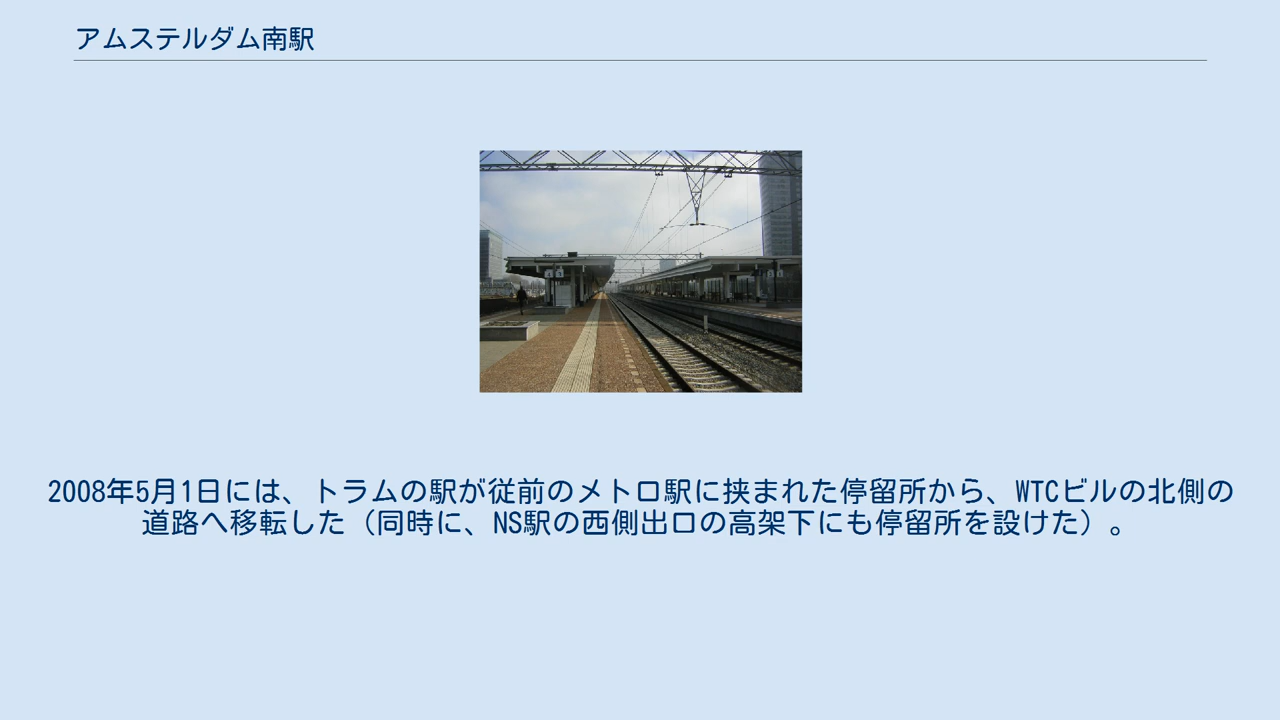 アムステルダム南駅
2008年5月1日には、トラムの駅が従前のメトロ駅に挟まれた停留所から、WTCビルの北側の
道路へ移転した（同時に、NS駅の西側出口の高架下にも停留所を設けた）。